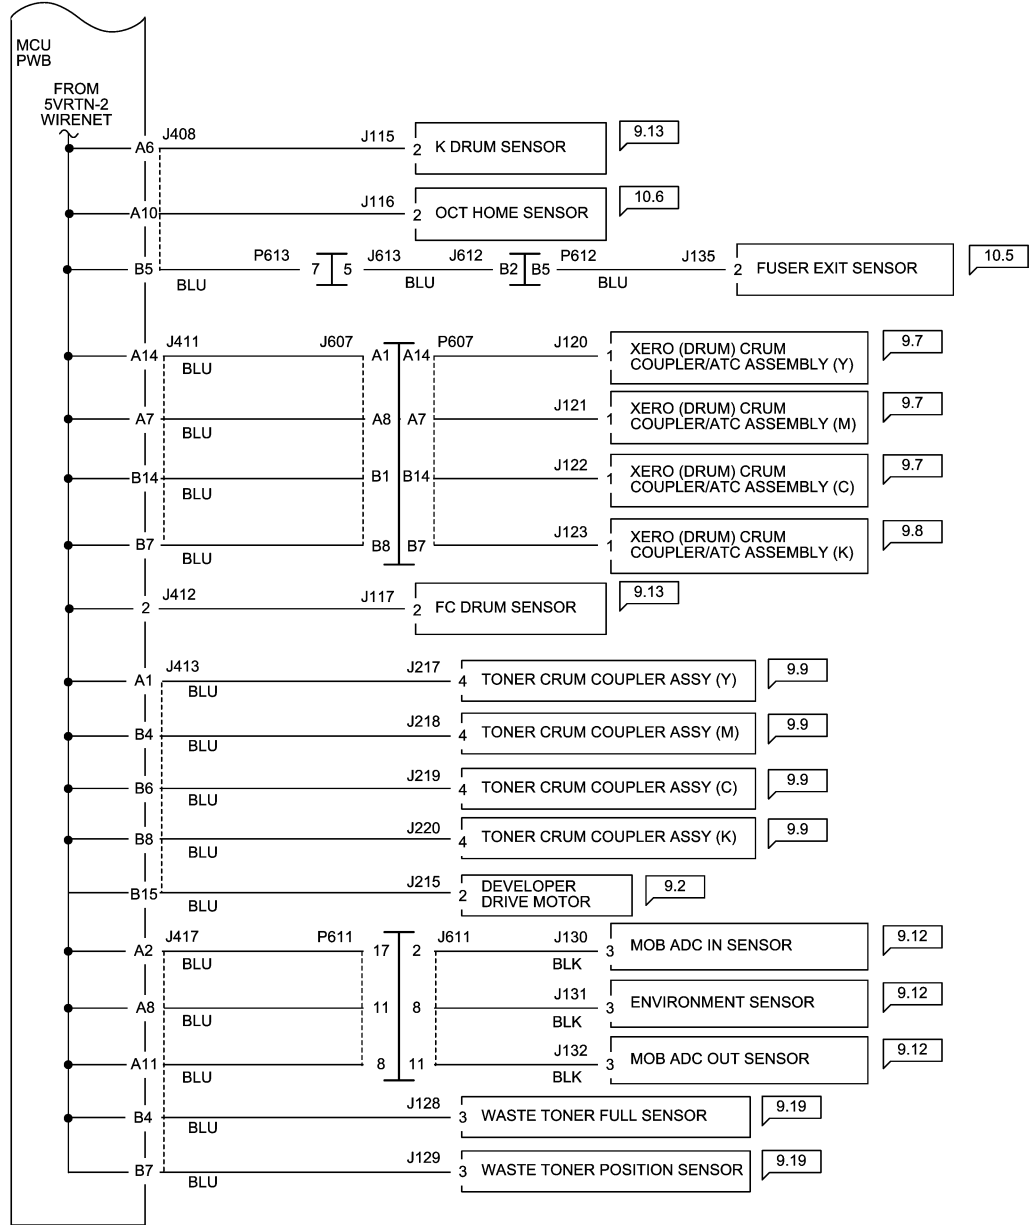 MCU
PWB
FROM
5VRTN-2
WIRENET
A6 J408 J115 2 K DRUM SENSOR 9.13
A10 J116 2 OCT HOME SENSOR 10.6
B5 BLU P613 7 5 J613 BLU J612 B2 B5 P612 BLU J135 2 FUSER EXIT SENSOR 10.5
A14 J411 BLU J607 A1 A14 P607 J120 1 XERO (DRUM) CRUM
COUPLER/ATC ASSEMBLY (Y) 9.7
A7 BLU A8 A7 J121 1 XERO (DRUM) CRUM
COUPLER/ATC ASSEMBLY (M) 9.7
B14 BLU B1 B14 J122 1 XERO (DRUM) CRUM
COUPLER/ATC ASSEMBLY (C) 9.7
B7 BLU B8 B7 J123 1 XERO (DRUM) CRUM
COUPLER/ATC ASSEMBLY (K) 9.8
2 J412 J117 2 FC DRUM SENSOR 9.13
A1 J413 BLU J217 4 TONER CRUM COUPLER ASSY (Y) 9.9
B4 BLU J218 4 TONER CRUM COUPLER ASSY (M) 9.9
B6 BLU J219 4 TONER CRUM COUPLER ASSY (C) 9.9
B8 BLU J220 4 TONER CRUM COUPLER ASSY (K) 9.9
B15 BLU J215 2 DEVELOPER
DRIVE MOTOR 9.2
A2 J417 BLU P611 17 2 J611 J130 BLK 3 MOB ADC IN SENSOR 9.12
A8 BLU 11 8 J131 BLK 3 ENVIRONMENT SENSOR 9.12
A11 BLU 8 11 J132 BLK 3 MOB ADC OUT SENSOR 9.12
B4 BLU J128 3 WASTE TONER FULL SENSOR 9.19
B7 BLU J129 3 WASTE TONER POSITION SENSOR 9.19